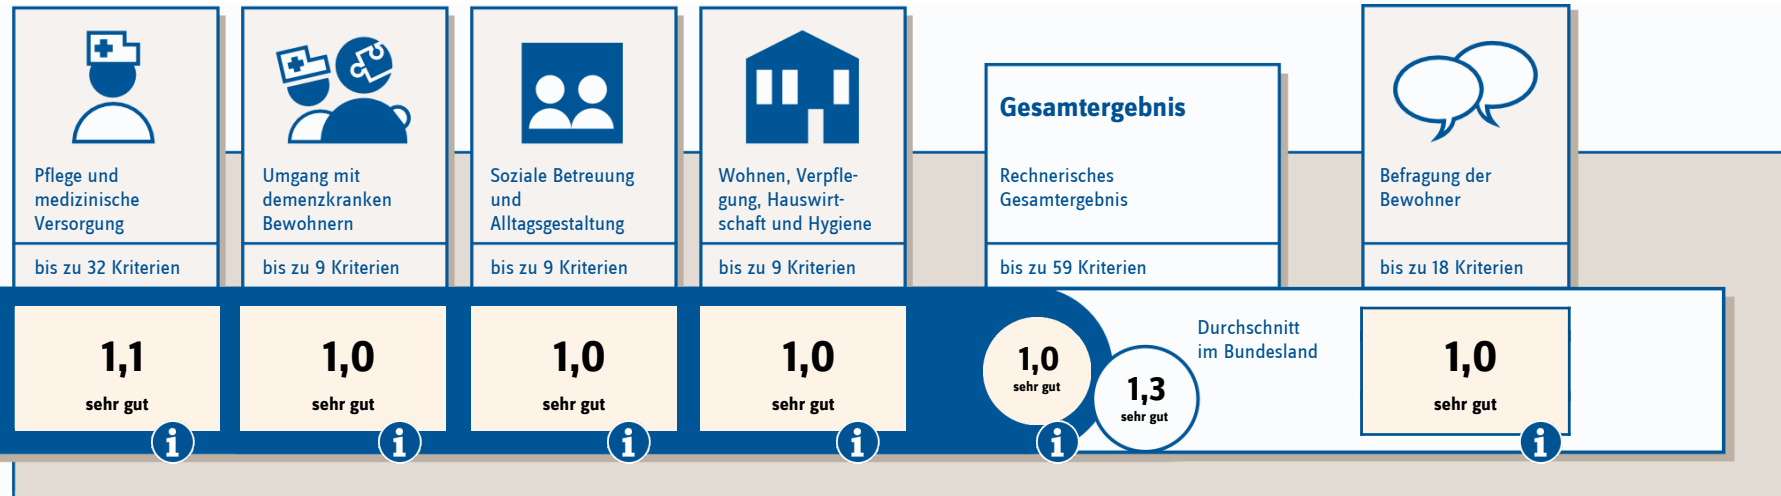 Pflege und
medizinische
Versorgung
bis zu 32 Kriterien
1,1
sehr gut
i
Umgang mit
demenzkranken
Bewohnern
bis zu 9 Kriterien
1,0
sehr gut
i
Soziale Betreuung
und
Alltagsgestaltung
bis zu 9 Kriterien
1,0
sehr gut
i
Wohnen, Verpfle-
gung, Hauswirt-
schaft und Hygiene
bis zu 9 Kriterien
1,0
sehr gut
i
Gesamtergebnis
Rechnerisches
Gesamtergebnis
bis zu 59 Kriterien
1,0
sehr gut
i
1,3
sehr gut
Durchschnitt
im Bundesland
Befragung der
Bewohner
bis zu 18 Kriterien
1,0
sehr gut
i